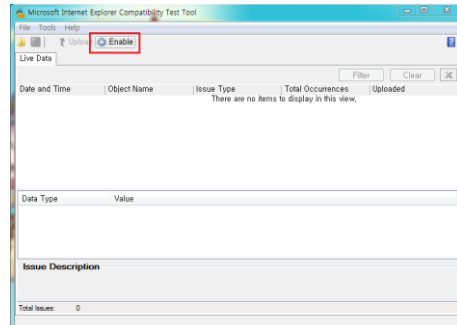 Microsoft Internet Explorer Compatibility Test Tool
File Tools Help
Upload Enable
Live Data
Filter Clear
Date and Time Object Name Issue Type Total Occurrences Uploaded
There are no items to display in this view.
Data Type Value
Issue Description
Total Issues: 0